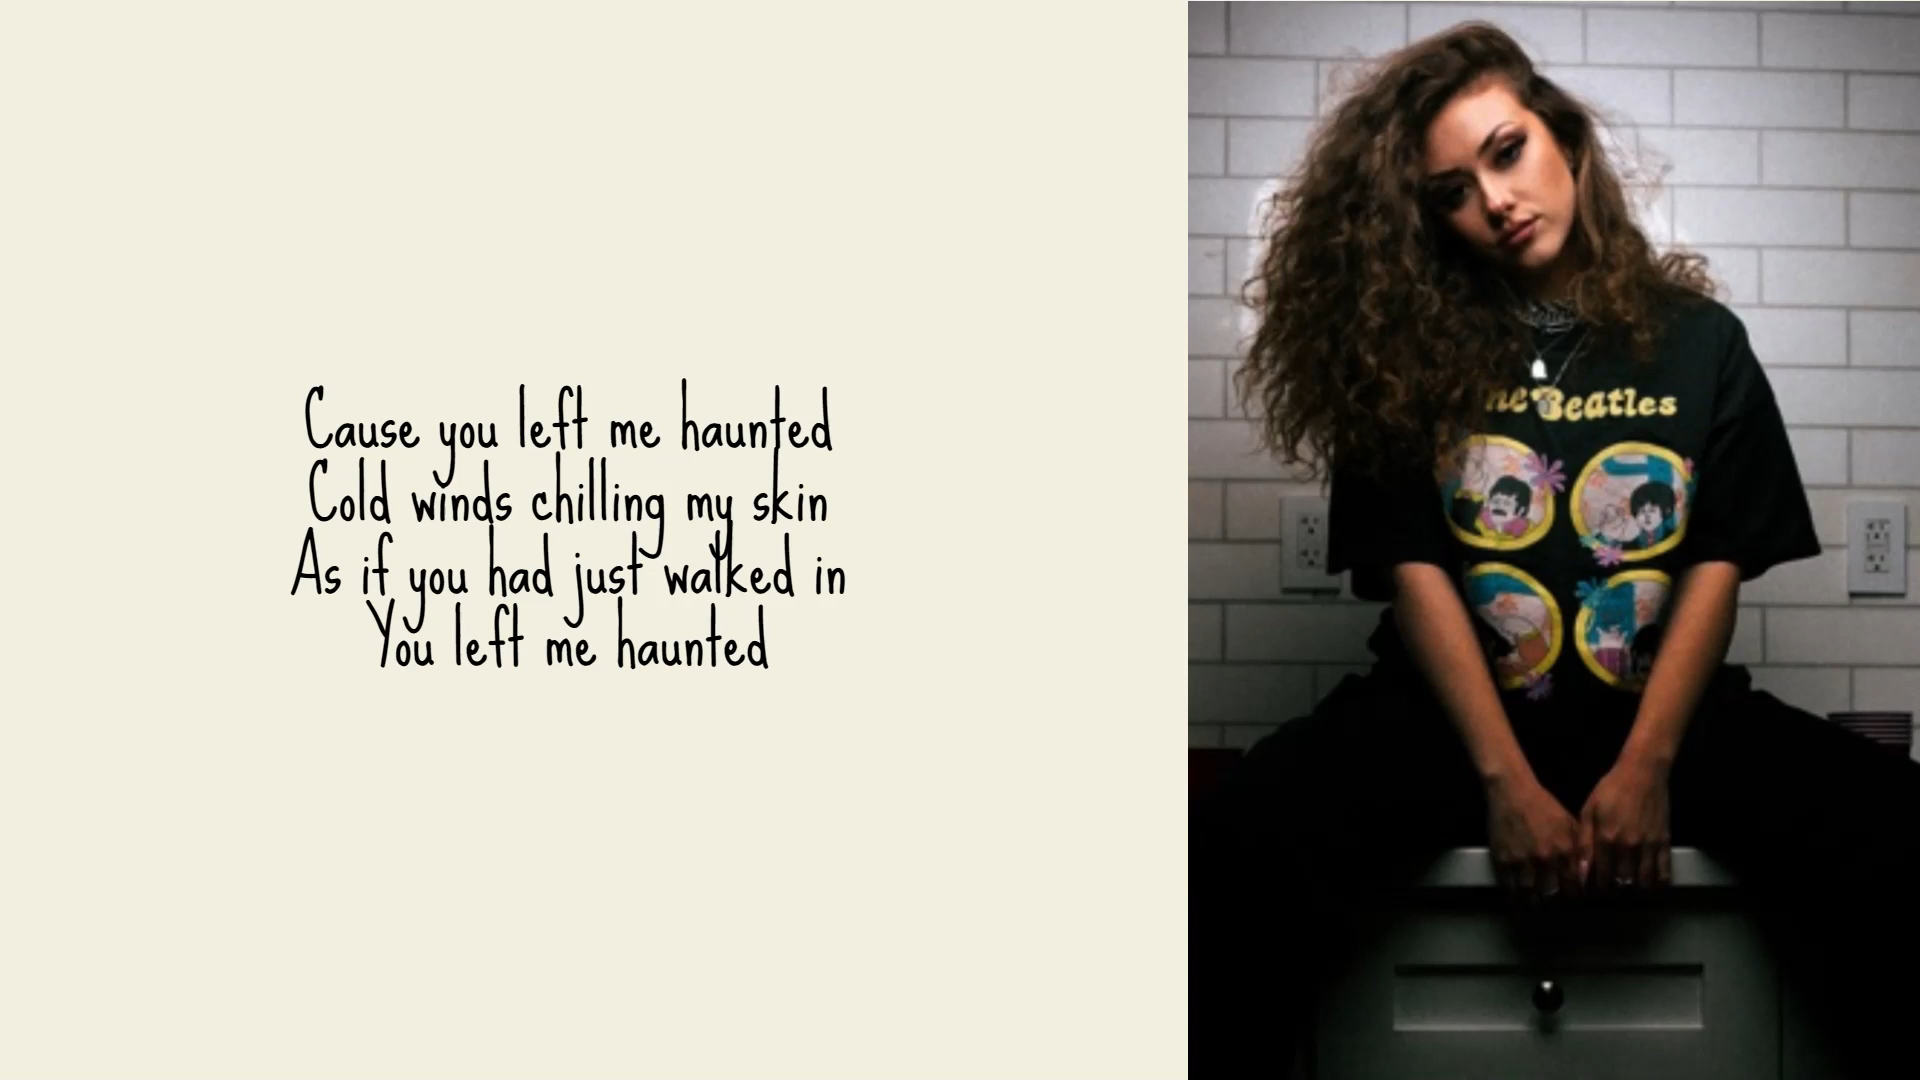 Cause you left me haunted
Cold winds chilling my skin
As if you had just walked in
You left me haunted
Beatles